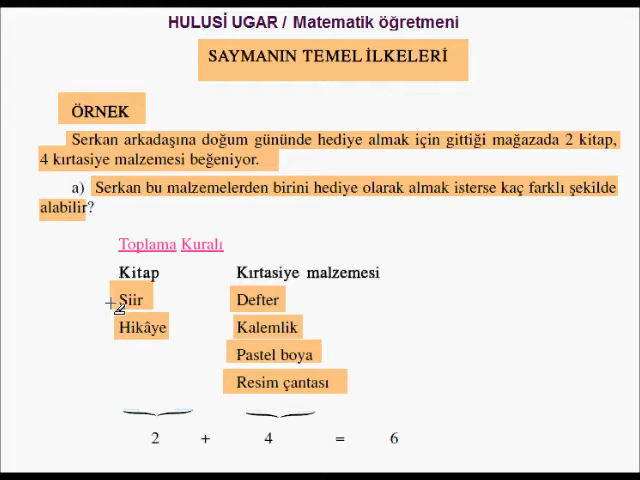 HULUSİ UGAR / Matematik öğretmeni
SAYMANIN TEMEL İLKELERİ
ÖRNEK
Serkan arkadaşına doğum gününde hediye almak için gittiği mağazada 2 kitap,
4 kırtasiye malzemesi beğeniyor.
a) Serkan bu malzemelerden birini hediye olarak almak isterse kaç farklı şekilde
alabilir?
Toplama Kuralı
Kitap Kırtasiye malzemesi
Şiir Defter
Hikâye Kalemlik
Pastel boya
Resim çantası
2 + 4 = 6